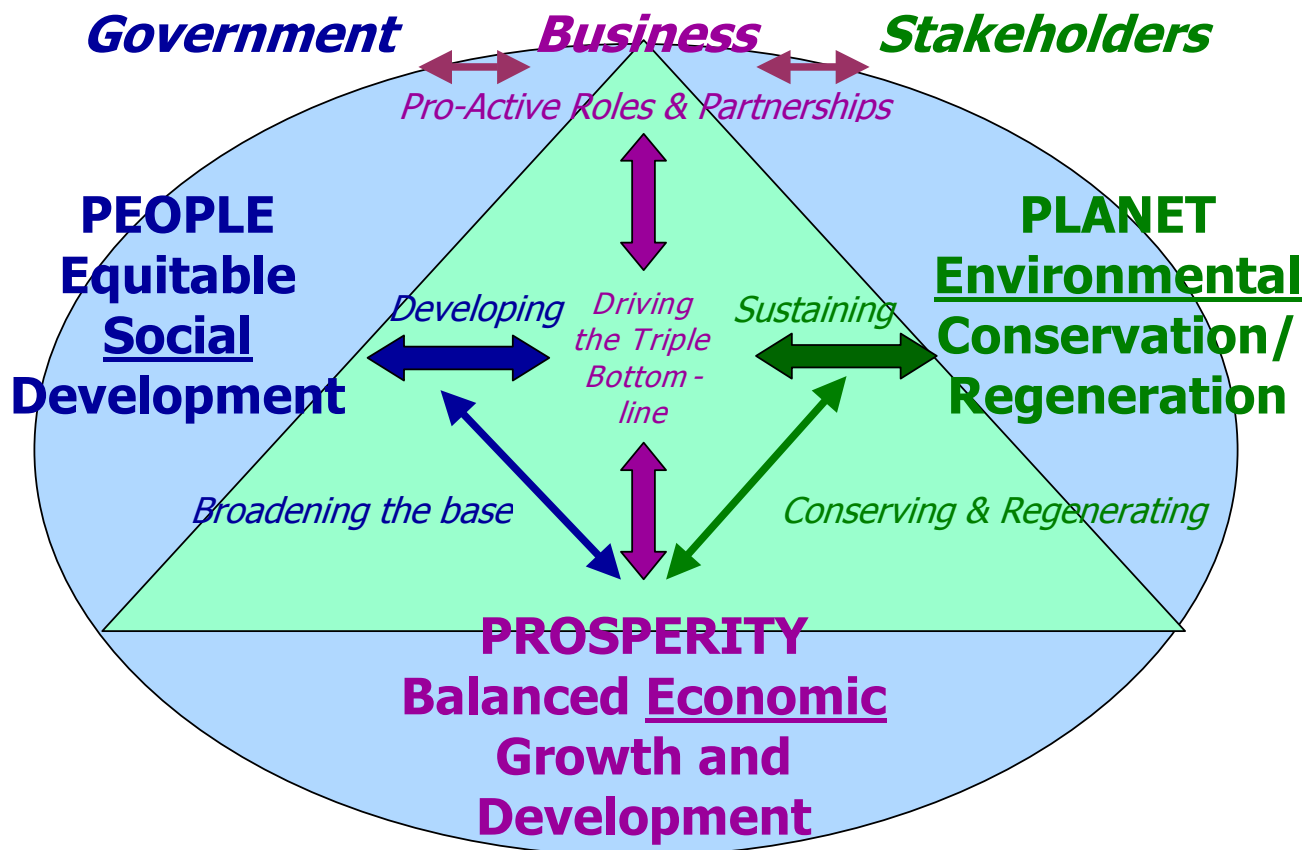 Government
Business
Stakeholders
Pro-Active Roles & Partnerships
PEOPLE
Equitable
Social
Development
PLANET
Environmental
Conservation/
Regeneration
Developing
Driving
the Triple
Bottom-
line
Sustaining
Broadening the base
Conserving & Regenerating
PROSPERITY
Balanced Economic
Growth and
Development